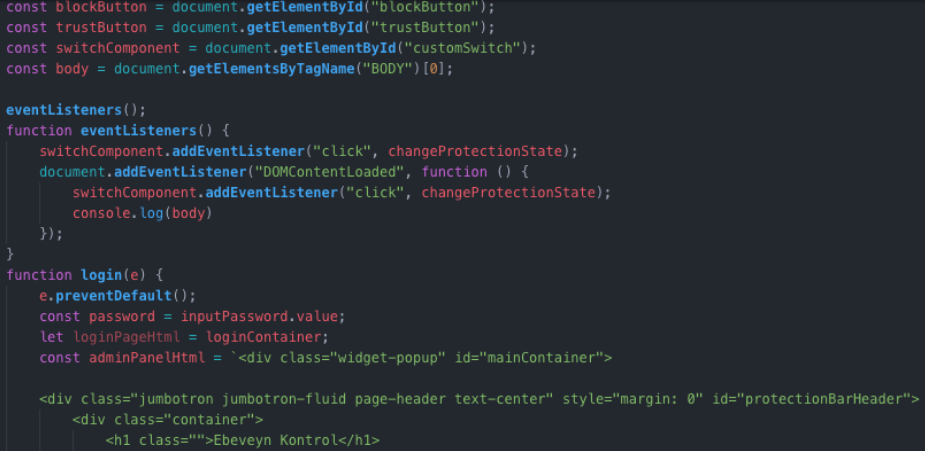 const blockButton = document.getElementById("blockButton");
const trustButton = document.getElementById("trustButton");
const switchComponent = document.getElementById("customSwitch");
const body = document.getElementsByTagName("BODY")[0];
eventListeners();
function eventListeners() {
switchComponent.addEventListener("click", changeProtectionState);
document.addEventListener("DOMContentLoaded", function () {
switchComponent.addEventListener("click", changeProtectionState);
console.log(body)
});
}
function login(e) {
e.preventDefault();
const password = inputPassword.value;
let loginPageHtml = loginContainer;
const adminPanelHtml = `<div class="widget-popup" id="mainContainer">
<div class="jumbotron jumbotron-fluid page-header text-center" style="margin: 0" id="protectionBarHeader">
<div class="container">
<h1 class="">Ebeveyn Kontrol</h1>